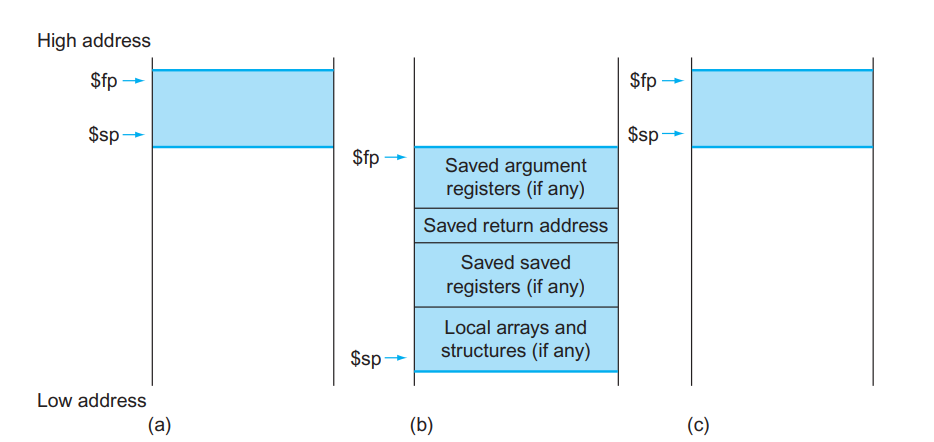 High address
$fp
$sp
$fp
Saved argument
registers (if any)
Saved return address
Saved saved
registers (if any)
Local arrays and
structures (if any)
$sp
$fp
$sp
Low address
(a)
(b)
(c)